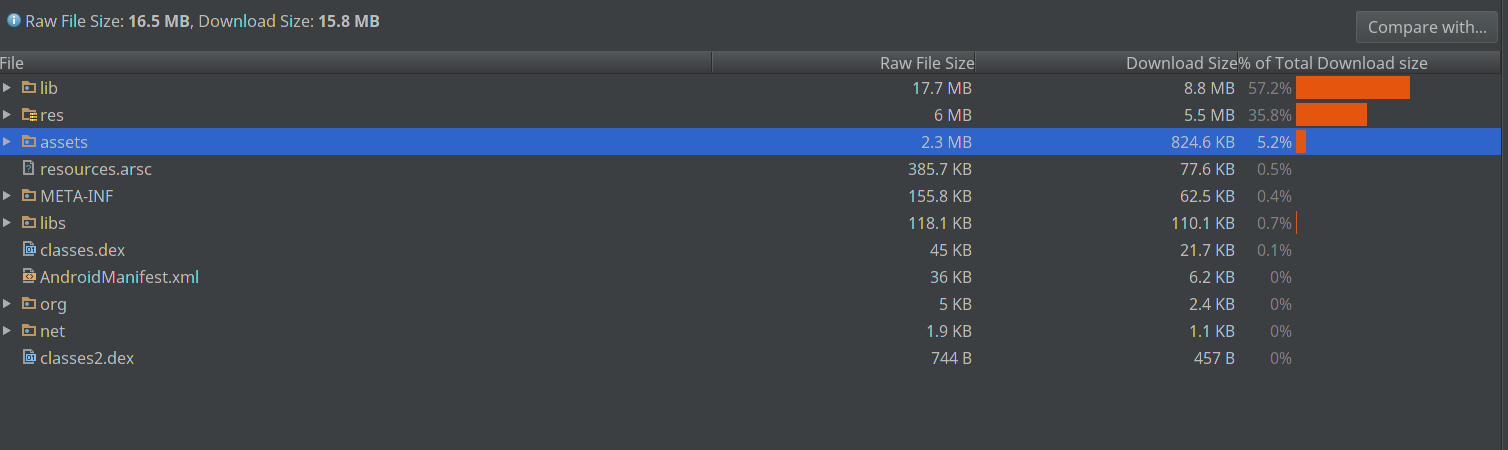 Raw File Size: 16.5 MB, Download Size: 15.8 MB
Compare with...
File Raw File Size Download Size % of Total Download size
lib 17.7 MB 8.8 MB 57.2%
res 6 MB 5.5 MB 35.8%
assets 2.3 MB 824.6 KB 5.2%
resources.arsc 385.7 KB 77.6 KB 0.5%
META-INF 155.8 KB 62.5 KB 0.4%
libs 118.1 KB 110.1 KB 0.7%
classes.dex 45 KB 21.7 KB 0.1%
AndroidManifest.xml 36 KB 6.2 KB 0%
org 5 KB 2.4 KB 0%
net 1.9 KB 1.1 KB 0%
classes2.dex 744 B 457 B 0%